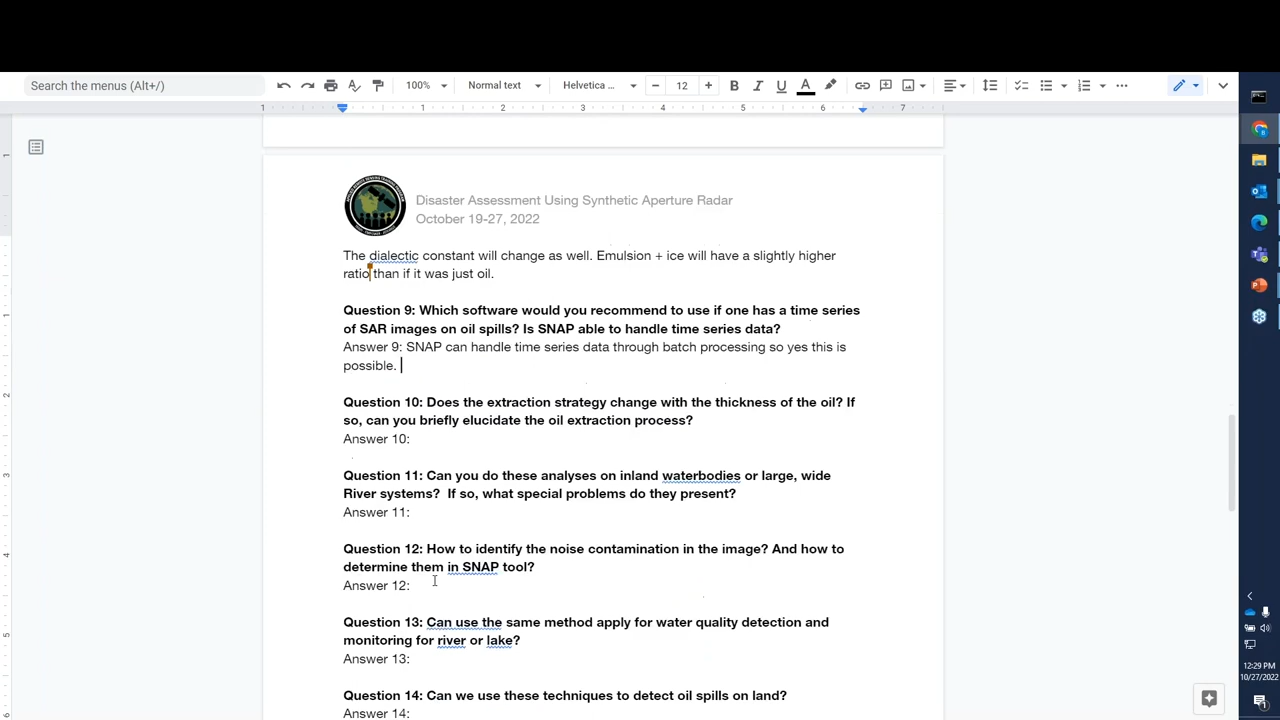 Search the menus (Alt+/)
100%
Normal text
Helvetica ...
12
1 1 2 3 4 5 6 7
Disaster Assessment Using Synthetic Aperture Radar
October 19-27, 2022
The dialectic constant will change as well. Emulsion + ice will have a slightly higher
ratio than if it was just oil.
Question 9: Which software would you recommend to use if one has a time series
of SAR images on oil spills? Is SNAP able to handle time series data?
Answer 9: SNAP can handle time series data through batch processing so yes this is
possible.
Question 10: Does the extraction strategy change with the thickness of the oil? If
so, can you briefly elucidate the oil extraction process?
Answer 10:
Question 11: Can you do these analyses on inland waterbodies or large, wide
River systems?  If so, what special problems do they present?
Answer 11:
Question 12: How to identify the noise contamination in the image? And how to
determine them in SNAP tool?
Answer 12:
Question 13: Can use the same method apply for water quality detection and
monitoring for river or lake?
Answer 13:
Question 14: Can we use these techniques to detect oil spills on land?
Answer 14:
12:29 PM
10/27/2022